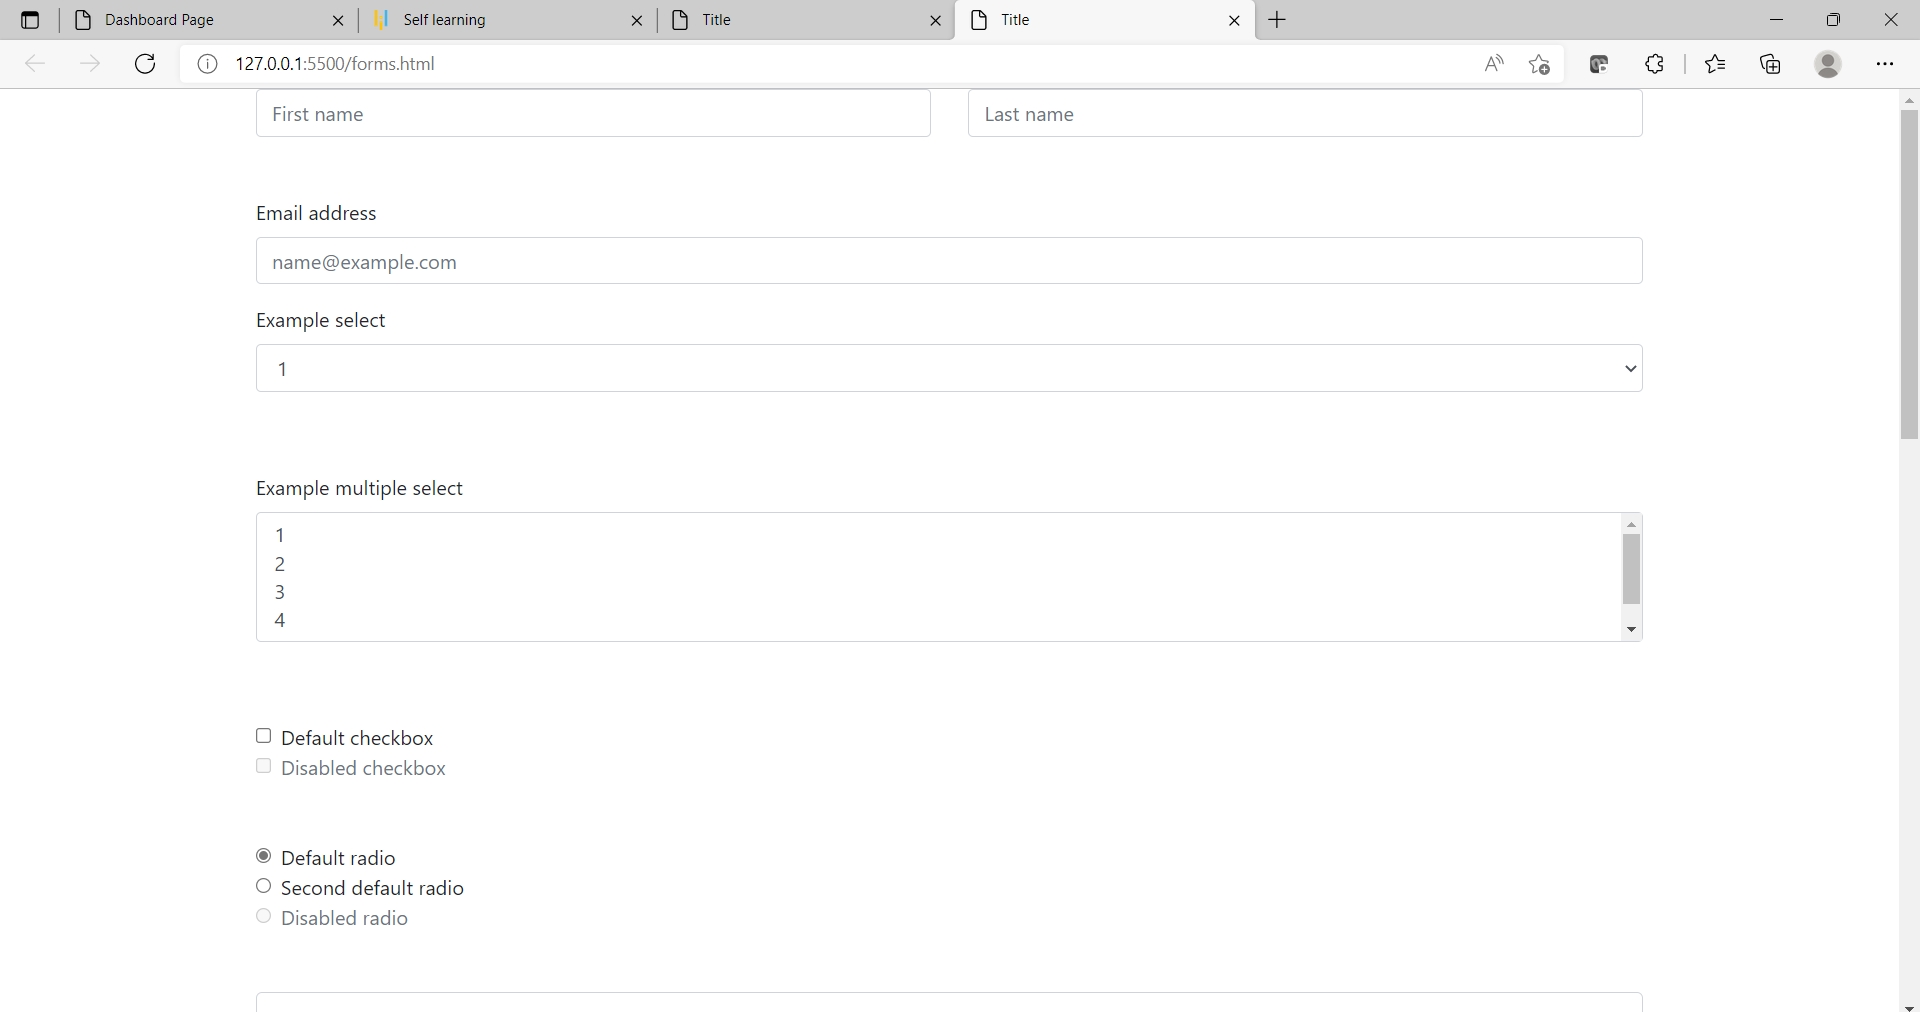 Dashboard Page
Self learning
Title
Title
127.0.0.1:5500/forms.html
First name
Last name
Email address
name@example.com
Example select
1
Example multiple select
1
2
3
4
Default checkbox
Disabled checkbox
Default radio
Second default radio
Disabled radio